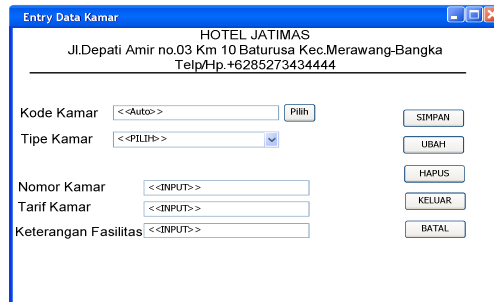 Entry Data Kamar
HOTEL JATIMAS
Jl.Depati Amir no.03 Km 10 Baturusa Kec.Merawang-Bangka
Telp/Hp.+6285273434444
Kode Kamar <<Auto>> Pilih SIMPAN
Tipe Kamar <<PILIH>> UBAH
HAPUS
Nomor Kamar <<INPUT>>
Tarif Kamar <<INPUT>> KELUAR
Keterangan Fasilitas <<INPUT>> BATAL